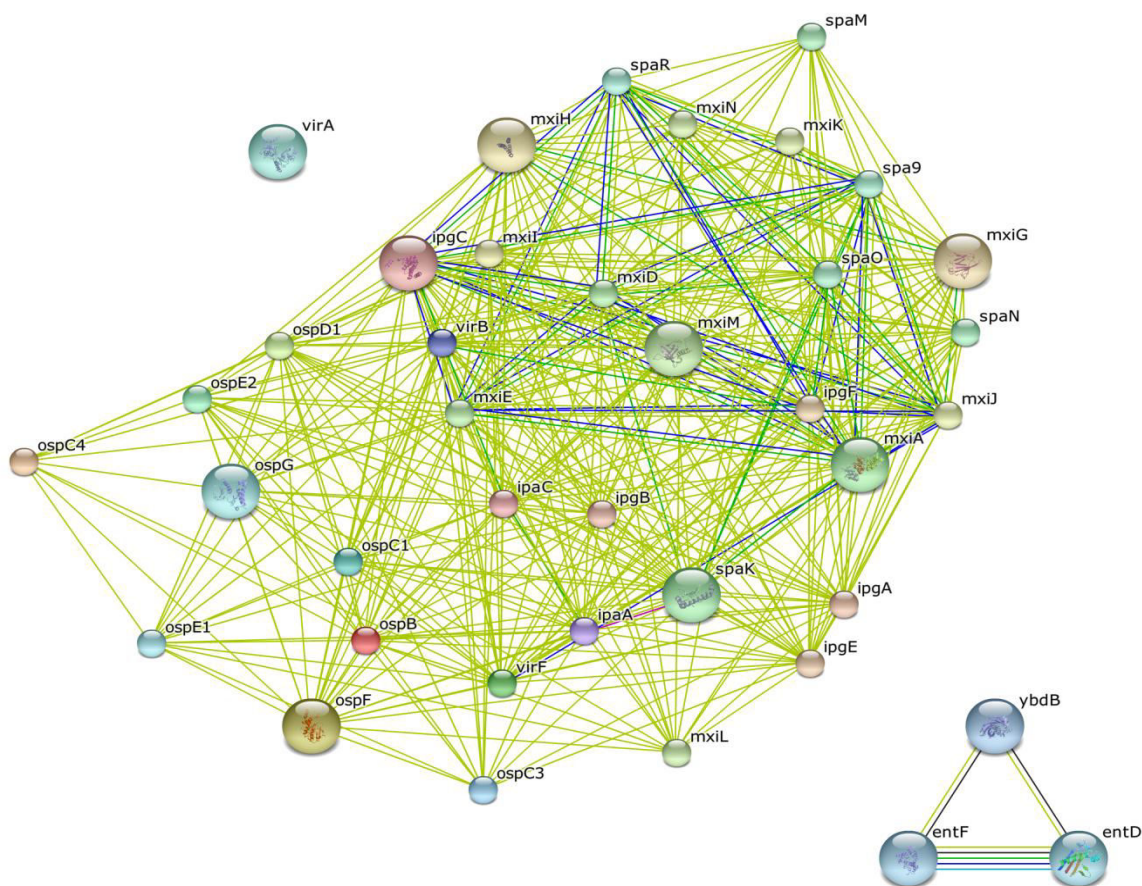 spaM
spaR
mxiN
mxiH
mxiK
virA
spa9
ipgC
mxiI
mxiG
spaO
mxiD
spaN
ospD1
virB
mxiM
ospE2
mxiE
ipgF
mxiJ
mxiA
ospC4
ospG
ipaC
ipgB
ospC1
spaK
ipgA
ospE1
ospB
ipaA
ipgE
virF
ospF
ybdB
mxiL
ospC3
entF
entD